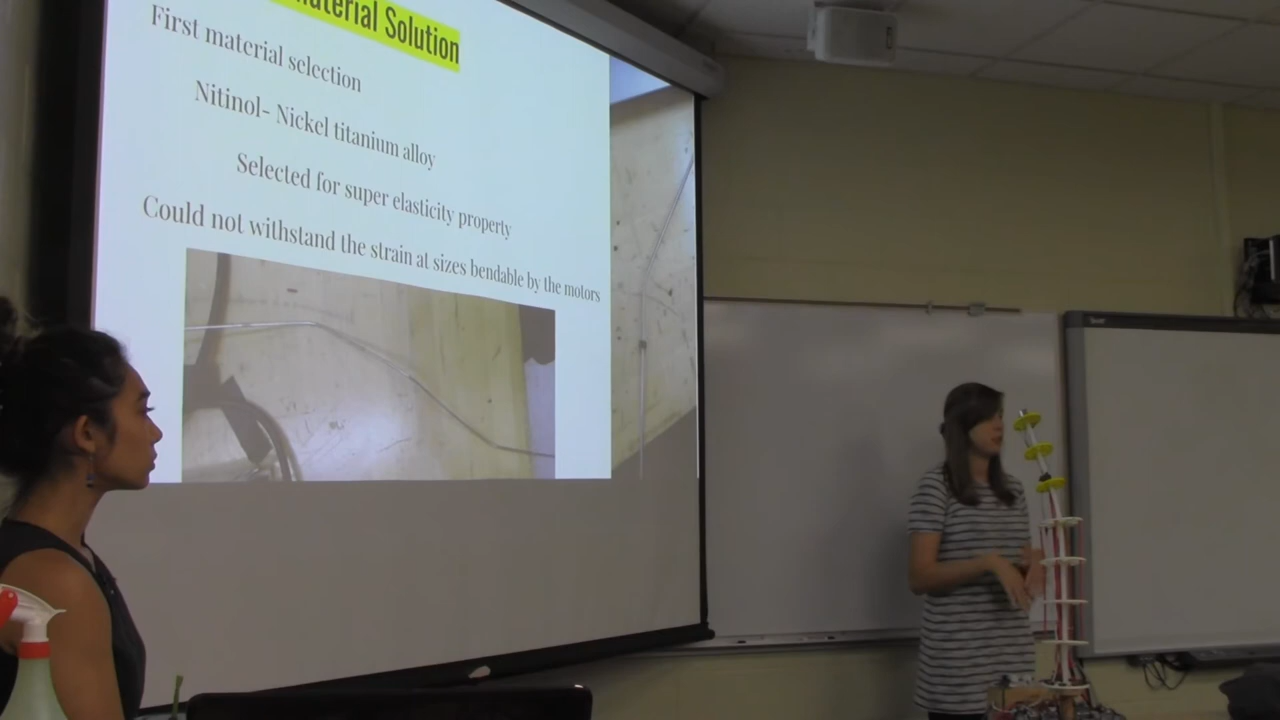 Material Solution
First material selection
Nitinol- Nickel titanium alloy
Selected for super elasticity property
Could not withstand the strain at sizes bendable by the motors